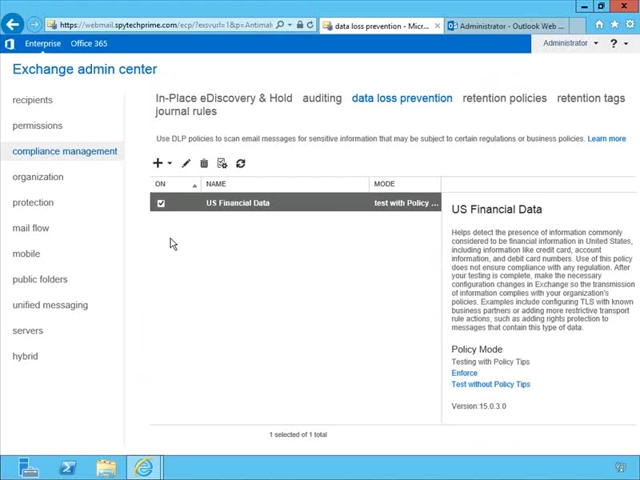 https://webmail.spytechprime.com/ecp/?exsvurl=1&p=Antimah
data loss prevention - Micr...
Administrator - Outlook Web ...
Enterprise Office 365
Administrator ?
Exchange admin center
recipients
permissions
compliance management
organization
protection
mail flow
mobile
public folders
unified messaging
servers
hybrid
In-Place eDiscovery & Hold auditing data loss prevention retention policies retention tags
journal rules
Use DLP policies to scan email messages for sensitive information that may be subject to certain regulations or business policies. Learn more
ON NAME MODE
US Financial Data test with Policy ...
US Financial Data
Helps detect the presence of information commonly
considered to be financial information in United States,
including information like credit card, account
information, and debit card numbers. Use of this policy
does not ensure compliance with any regulation. After
your testing is complete, make the necessary
configuration changes in Exchange so the transmission
of information complies with your organization's
policies. Examples include configuring TLS with known
business partners or adding more restrictive transport
rule actions, such as adding rights protection to
messages that contain this type of data.
Policy Mode
Testing with Policy Tips
Enforce
Test without Policy Tips
Version:15.0.3.0
1 selected of 1 total